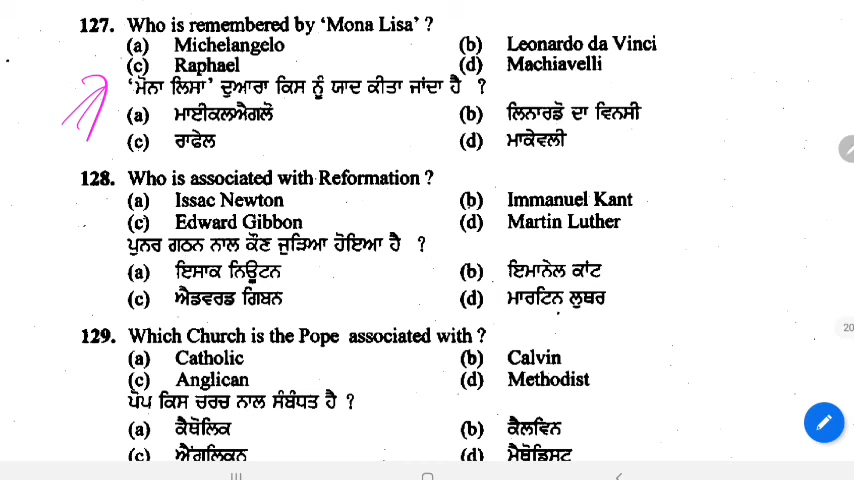 127. Who is remembered by ‘Mona Lisa’ ?
(a) Michelangelo (b) Leonardo da Vinci
(c) Raphael (d) Machiavelli
‘ਮੋਨਾ ਲਿਸਾ’ ਦੁਆਰਾ ਕਿਸ ਨੂੰ ਯਾਦ ਕੀਤਾ ਜਾਂਦਾ ਹੈ ?
(a) ਮਾਈਕਲਐਗਲੋ (b) ਲਿਨਾਰਡੋ ਦਾ ਵਿਨਸੀ
(c) ਰਾਫੇਲ (d) ਮਾਕੇਵਲੀ
128. Who is associated with Reformation ?
(a) Issac Newton (b) Immanuel Kant
(c) Edward Gibbon (d) Martin Luther
ਪੁਨਰ ਗਠਨ ਨਾਲ ਕੌਣ ਜੁੜਿਆ ਹੋਇਆ ਹੈ ?
(a) ਇਸਾਕ ਨਿਊਟਨ (b) ਇਮਾਨੇਲ ਕਾਂਟ
(c) ਐਡਵਰਡ ਗਿਬਨ (d) ਮਾਰਟਿਨ ਲੁਥਰ
129. Which Church is the Pope associated with ?
(a) Catholic (b) Calvin
(c) Anglican (d) Methodist
ਪੋਪ ਕਿਸ ਚਰਚ ਨਾਲ ਸੰਬੰਧਤ ਹੈ ?
(a) ਕੈਥੋਲਿਕ (b) ਕੈਲਵਿਨ
(c) ਐਂਗਲਿਕਨ (d) ਮੈਥੋਡਿਸਟ
20